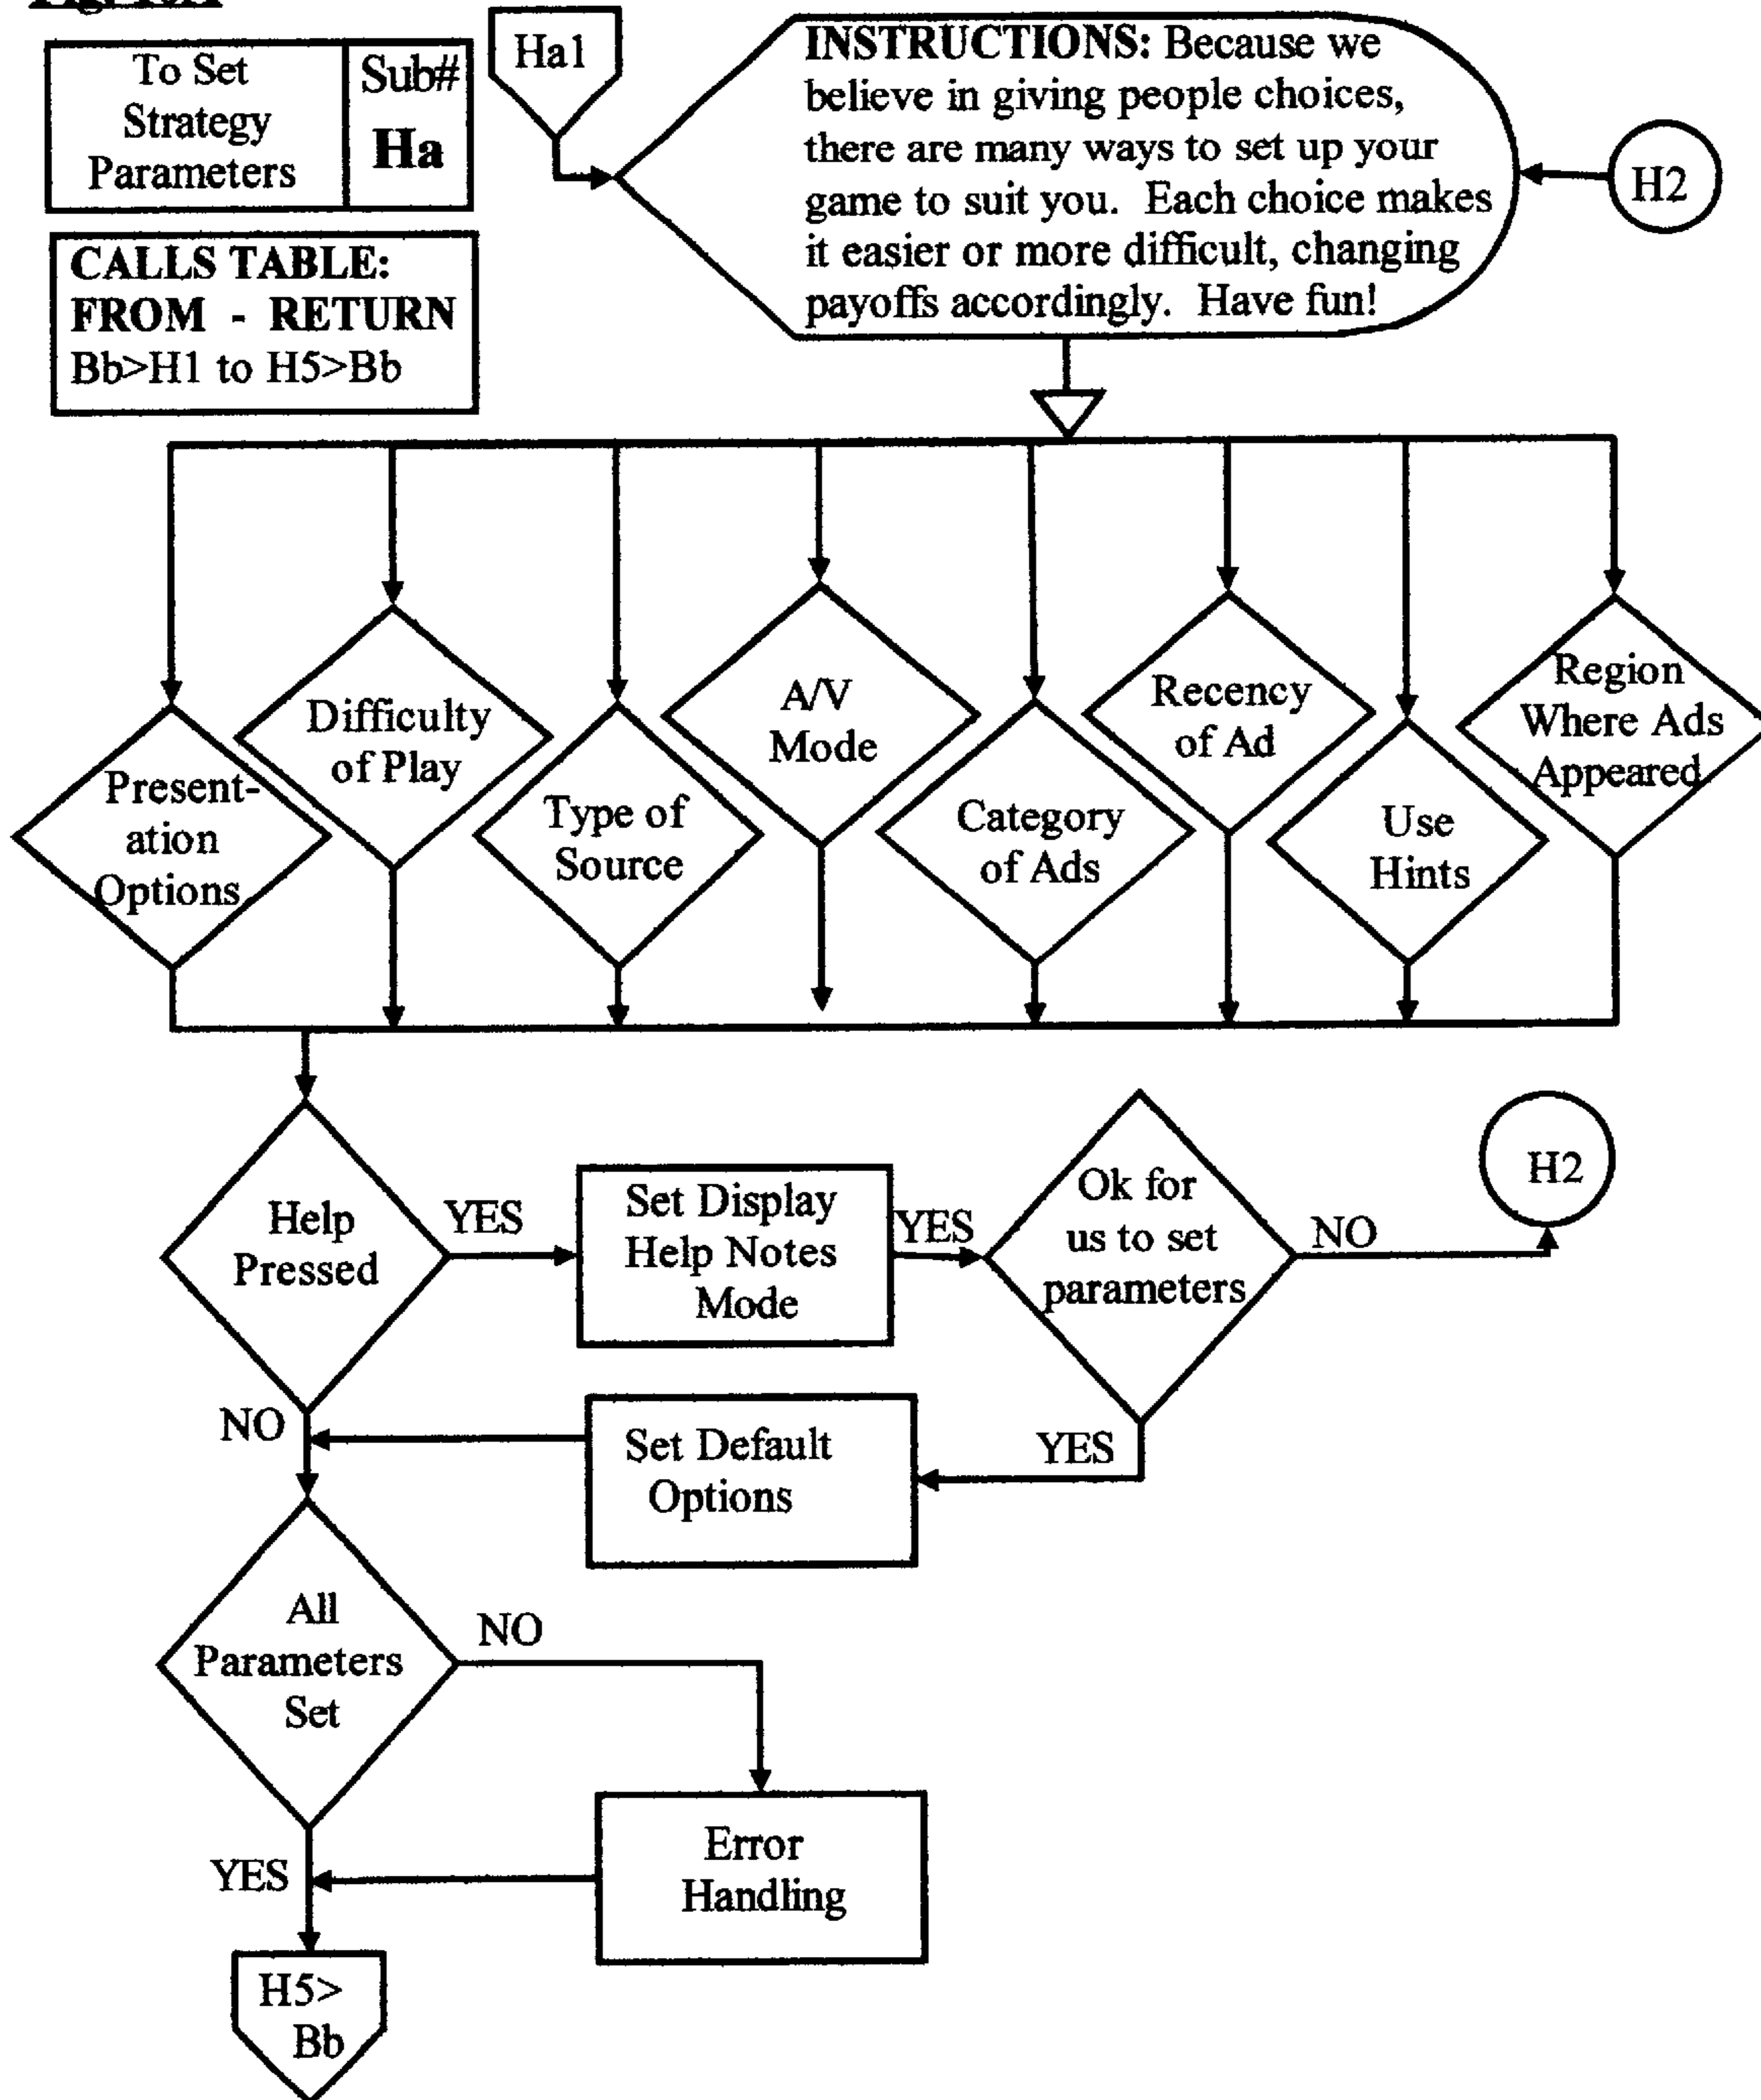 To Set
Strategy
Parameters
Sub#
Ha
Ha1
INSTRUCTIONS: Because we
believe in giving people choices,
there are many ways to set up your
game to suit you. Each choice makes
it easier or more difficult, changing
payoffs accordingly. Have fun!
H2
CALLS TABLE:
FROM - RETURN
Bb>H1 to H5>Bb
Present-
ation
Options
Difficulty
of Play
Type of
Source
A/V
Mode
Category
of Ads
Recency
of Ad
Use
Hints
Region
Where Ads
Appeared
Help
Pressed
YES
Set Display
Help Notes
Mode
YES
Ok for
us to set
parameters
NO
H2
NO
Set Default
Options
YES
All
Parameters
Set
NO
YES
Error
Handling
H5>
Bb